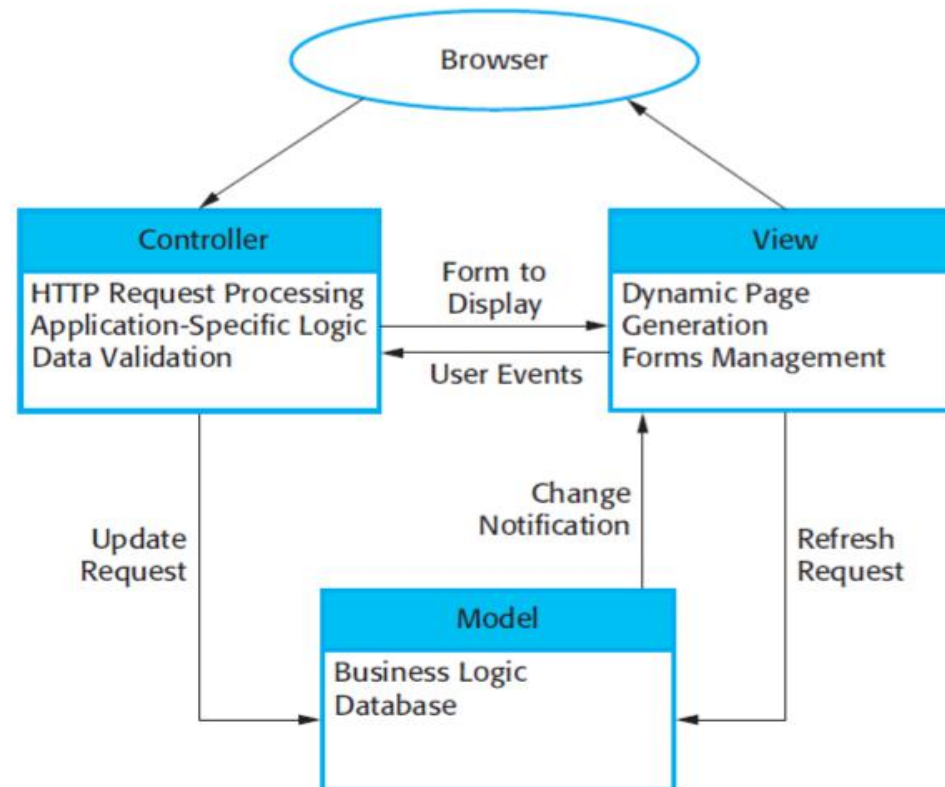 Browser
Controller
HTTP Request Processing
Application-Specific Logic
Data Validation
Form to
Display
User Events
View
Dynamic Page
Generation
Forms Management
Update
Request
Change
Notification
Refresh
Request
Model
Business Logic
Database